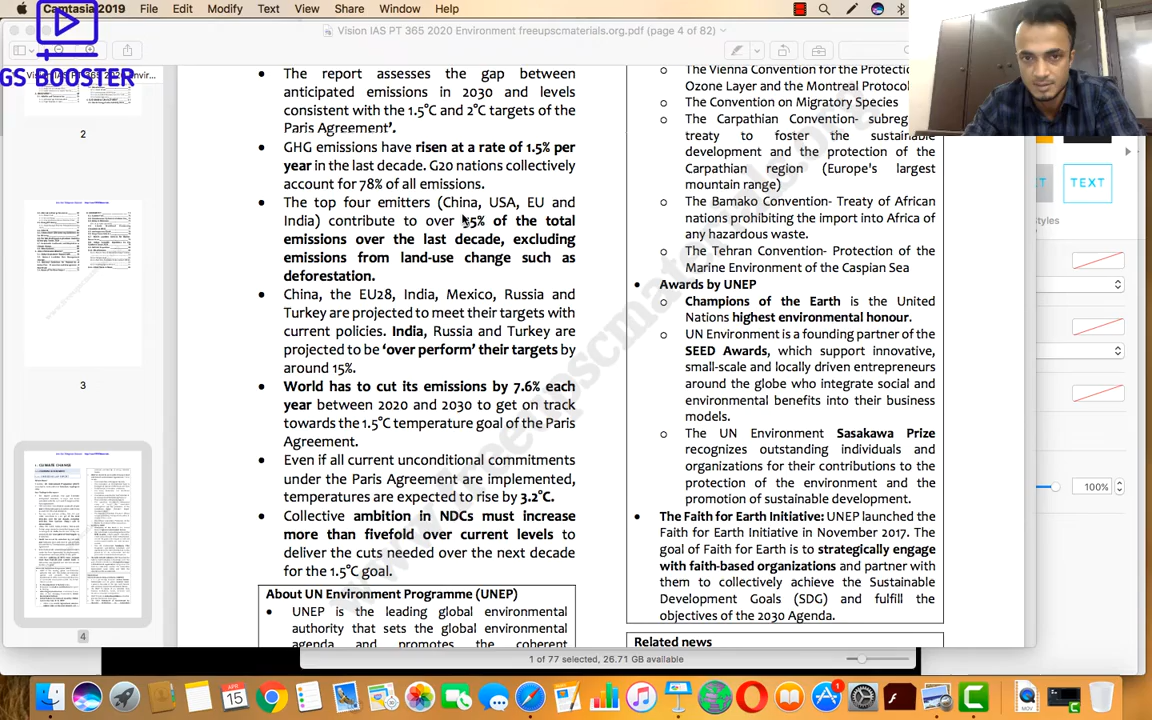 Camtasia 2019 File Edit Modify Text View Share Window Help
Vision IAS PT 365 2020 Environment freeupscmaterials.org.pdf (page 4 of 82)
GS BOOSTER
Vision IAS PT 365 2020 Envir...
2
3
4
The report assesses the gap between
anticipated emissions in 2030 and levels
consistent with the 1.5°C and 2°C targets of the
Paris Agreement'.
GHG emissions have risen at a rate of 1.5% per
year in the last decade. G20 nations collectively
account for 78% of all emissions.
The top four emitters (China, USA, EU and
India) contribute to over 55% of the total
emissions over the last decade, excluding
emissions from land-use change such as
deforestation.
China, the EU28, India, Mexico, Russia and
Turkey are projected to meet their targets with
current policies. India, Russia and Turkey are
projected to be 'over perform' their targets by
around 15%.
World has to cut its emissions by 7.6% each
year between 2020 and 2030 to get on track
towards the 1.5°C temperature goal of the Paris
Agreement.
Even if all current unconditional commitments
under the Paris Agreement are implemented,
temperatures are expected to rise by 3.2°C.
Collective ambition in NDCs must increase
more than fivefold over current levels to
deliver the cuts needed over the next decade
for the 1.5°C goal.
About UN Environment Programme (UNEP)
UNEP is the leading global environmental
authority that sets the global environmental
agenda and promotes the coherent
The Vienna Convention for the Protectio
Ozone Layer and the Montreal Protocol
The Convention on Migratory Species
The Carpathian Convention- subreg
treaty to foster the sustainable
development and the protection of the
Carpathian region (Europe's largest
mountain range)
The Bamako Convention- Treaty of African
nations prohibiting the import into Africa of
any hazardous waste.
The Tehran Convention- Protection of the
Marine Environment of the Caspian Sea
Awards by UNEP
Champions of the Earth is the United
Nations highest environmental honour.
UN Environment is a founding partner of the
SEED Awards, which support innovative,
small-scale and locally driven entrepreneurs
around the globe who integrate social and
environmental benefits into their business
models.
The UN Environment Sasakawa Prize
recognizes outstanding individuals and
organizations for their contributions to the
protection of the environment and the
promotion of sustainable development.
The Faith for Earth Initiative: UNEP launched the
Faith for Earth Initiative in November 2017. The
goal of Faith for Earth is to strategically engage
with faith-based organizations and partner with
them to collectively achieve the Sustainable
Development Goals (SDG) and fulfill the
objectives of the 2030 Agenda.
Related news
www.freeupscmaterials.org
TEXT
Styles
100%
1 of 77 selected, 26.71 GB available
APR
15
1
MOV